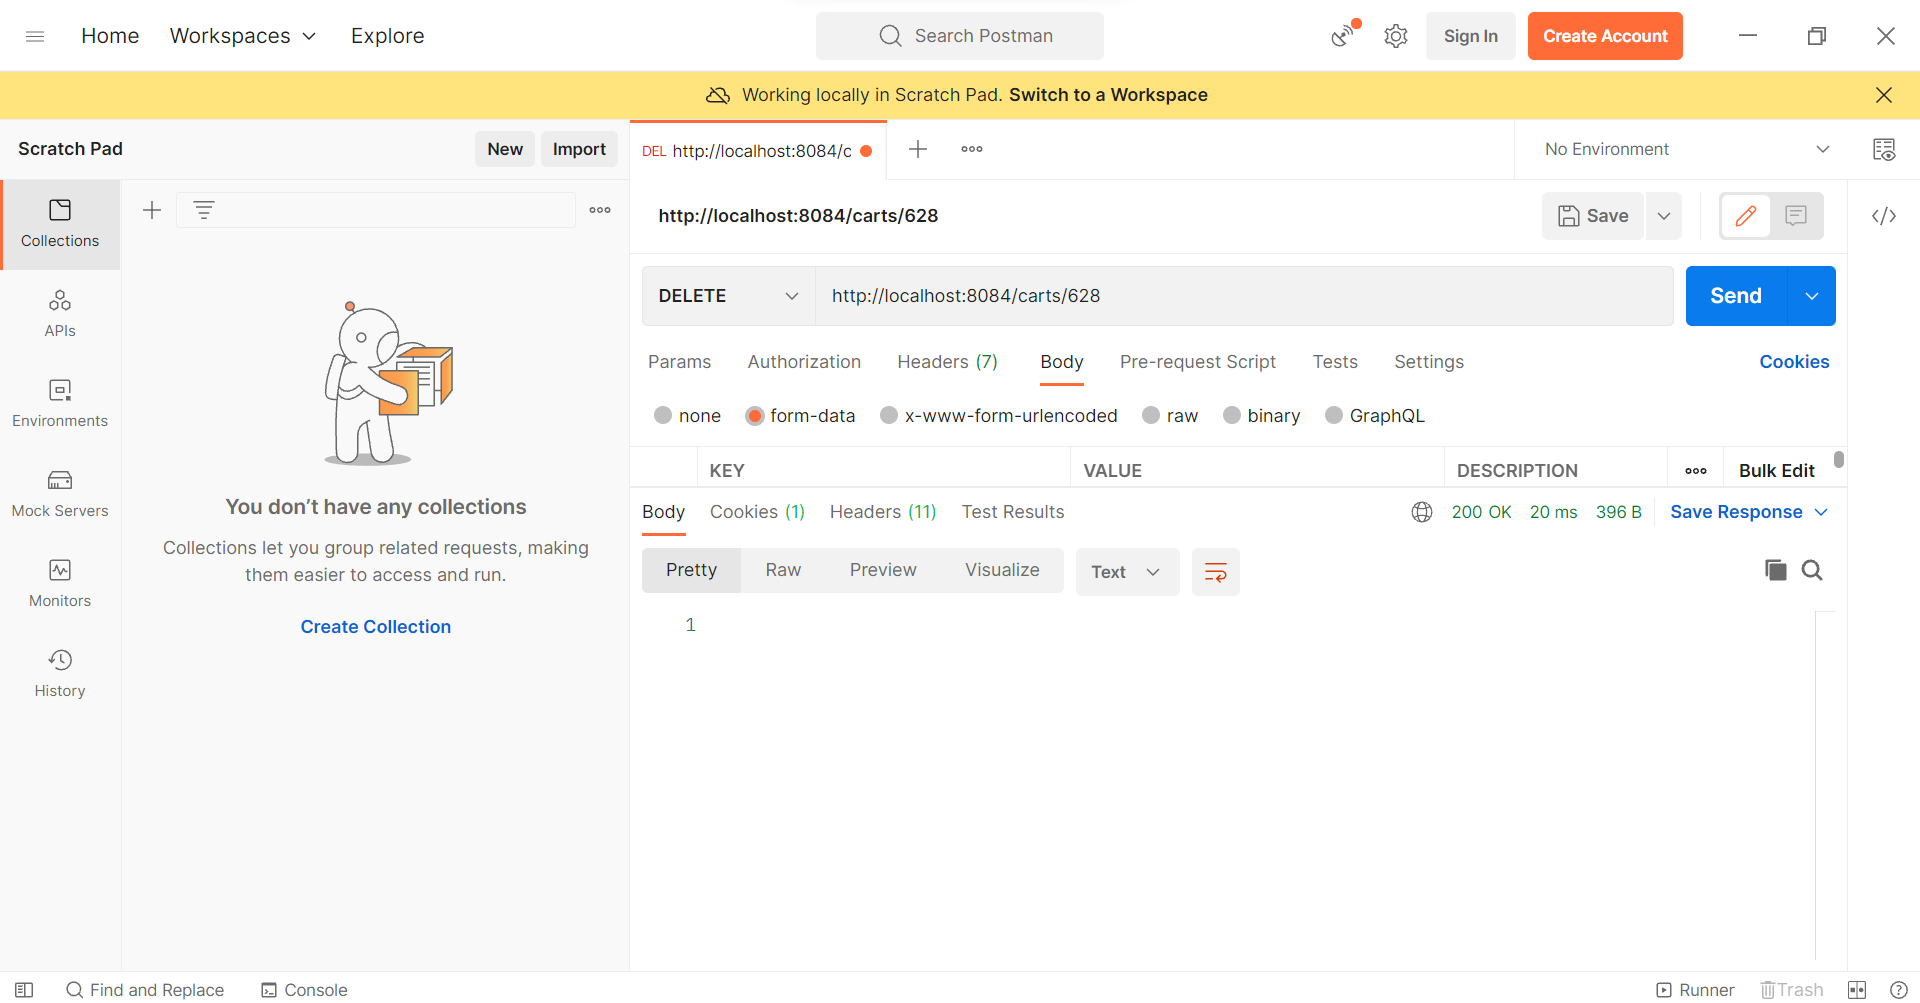 Home Workspaces Explore Search Postman Sign In Create Account
Working locally in Scratch Pad. Switch to a Workspace
Scratch Pad New Import DEL http://localhost:8084/c No Environment
http://localhost:8084/carts/628 Save
Collections
DELETE http://localhost:8084/carts/628 Send
APIs
Params Authorization Headers (7) Body Pre-request Script Tests Settings Cookies
none form-data x-www-form-urlencoded raw binary GraphQL
Environments
KEY VALUE DESCRIPTION Bulk Edit
Mock Servers
You don’t have any collections
Body Cookies (1) Headers (11) Test Results 200 OK 20 ms 396 B Save Response
Collections let you group related requests, making
them easier to access and run.
Pretty Raw Preview Visualize Text
Monitors
Create Collection
1
History
Find and Replace Console Runner Trash